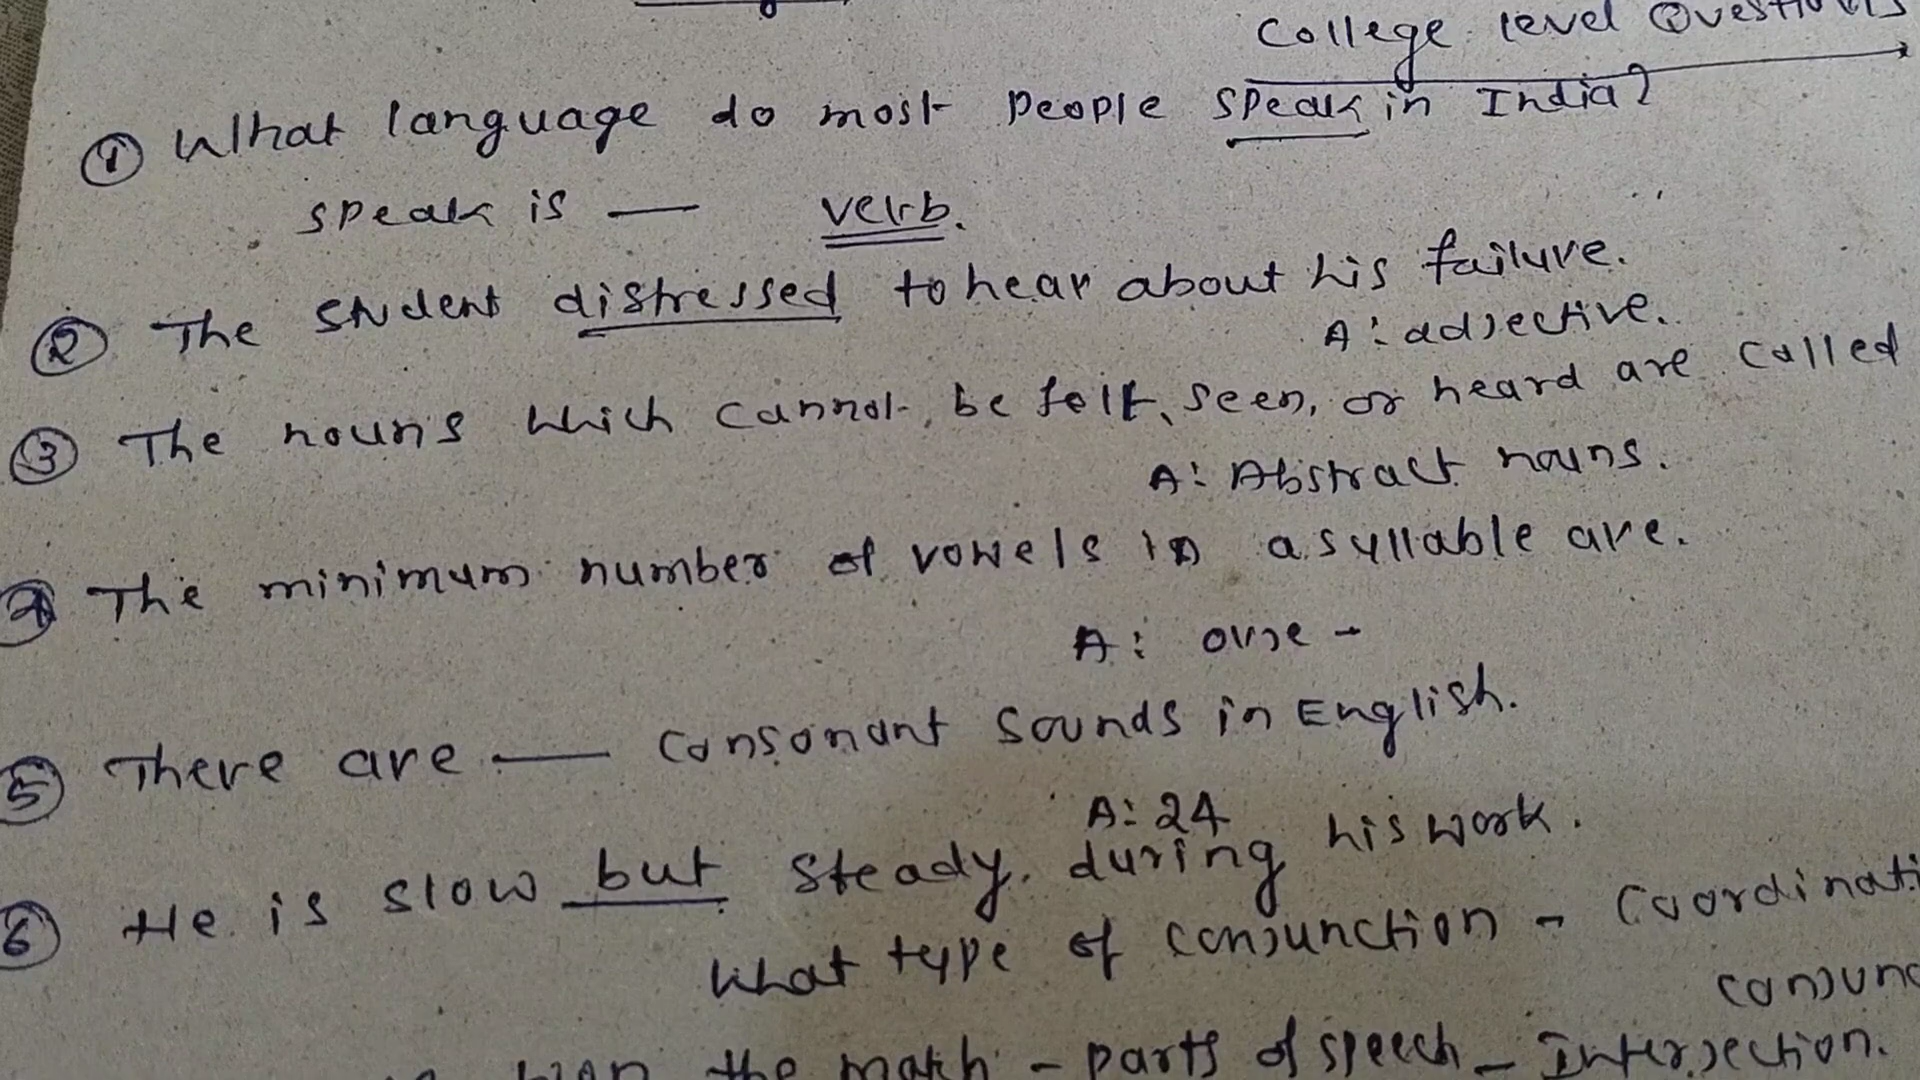 College level Questions
① What language do most people speak in India?
speak is — verb.
② The student distressed to hear about his failure.
A: adjective.
③ The nouns which cannot be felt, seen, or heard are called
A: Abstract nouns.
④ The minimum number of vowels in a syllable are.
A: one -
⑤ There are — consonant sounds in English.
A: 24
⑥ He is slow but steady during his work.
What type of conjunction - Coordinati
conjunc
the match - parts of speech - Interjection.